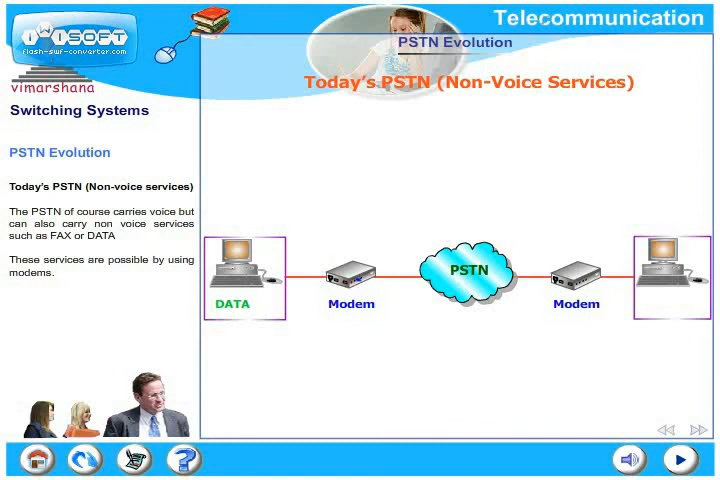 Telecommunication
PSTN Evolution
iWiSOFT
flash-swf-converter.com
vimarshana
Today's PSTN (Non-Voice Services)
Switching Systems
PSTN Evolution
Today's PSTN (Non-voice services)
The PSTN of course carries voice but
can also carry non voice services
such as FAX or DATA
These services are possible by using
modems.
PSTN
DATA
Modem
Modem